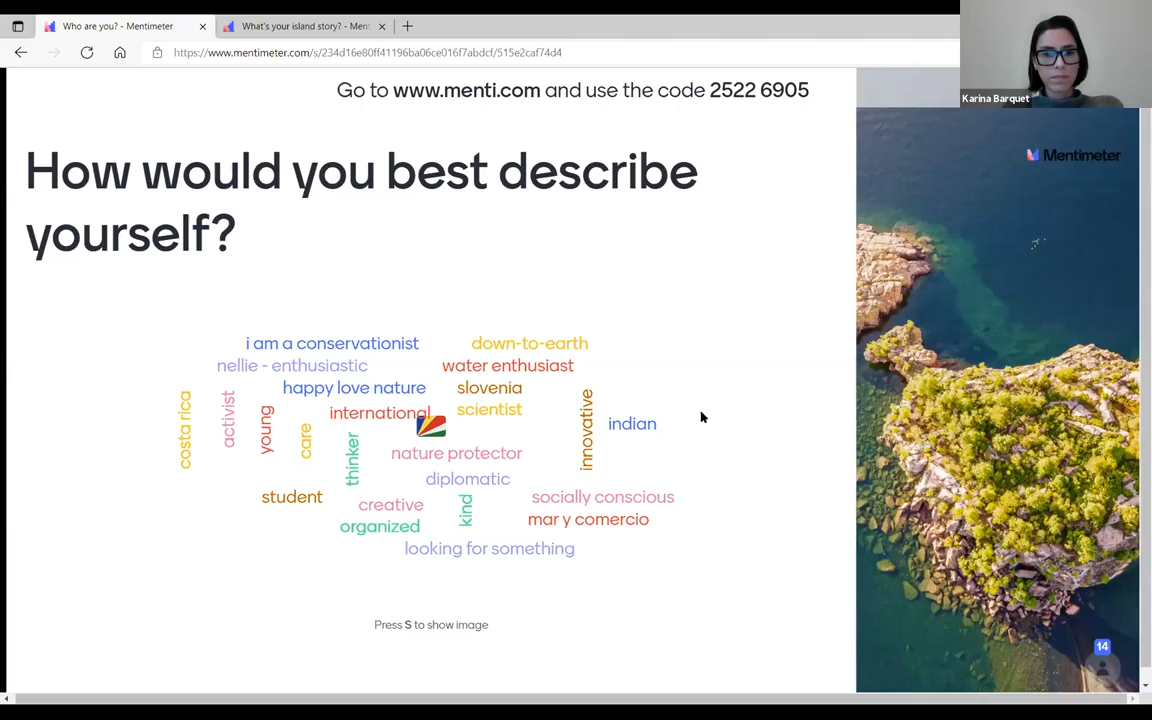 Who are you? - Mentimeter
What's your island story? - Ment
https://www.mentimeter.com/s/234d16e80ff41196ba06ce016f7abdcf/515e2caf74d4
Karina Barquet
Go to www.menti.com and use the code 2522 6905
Mentimeter
How would you best describe
yourself?
i am a conservationist
down-to-earth
nellie - enthusiastic
water enthusiast
happy love nature
slovenia
costa rica
activist
young
care
international
scientist
innovative
indian
thinker
nature protector
diplomatic
student
creative
kind
socially conscious
organized
mar y comercio
looking for something
Press S to show image
14